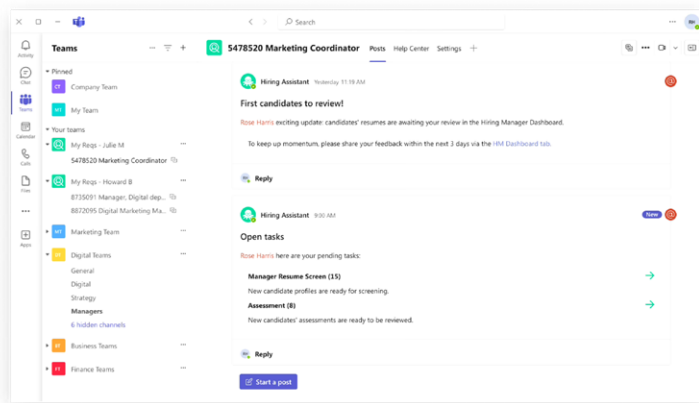 Search
RH
Activity
Chat
Teams
Calendar
Calls
Files
Apps
Teams
Pinned
CT Company Team
MT My Team
Your teams
My Reqs - Julie M
5478520 Marketing Coordinator
My Reqs - Howard B
8735091 Manager, Digital dep...
8872095 Digital Marketing Ma...
MT Marketing Team
DT Digital Teams
General
Digital
Strategy
Managers
6 hidden channels
Business Teams
Finance Teams
5478520 Marketing Coordinator Posts Help Center Settings
Hiring Assistant Yesterday 11:19 AM
First candidates to review!
Rose Harris exciting update: candidates' resumes are awaiting your review in the Hiring Manager Dashboard.
To keep up momentum, please share your feedback within the next 3 days via the HM Dashboard tab.
Reply
Hiring Assistant 9:00 AM New
Open tasks
Rose Harris here are your pending tasks:
Manager Resume Screen (15)
New candidate profiles are ready for screening.
Assessment (8)
New candidates' assessments are ready to be reviewed.
Reply
Start a post